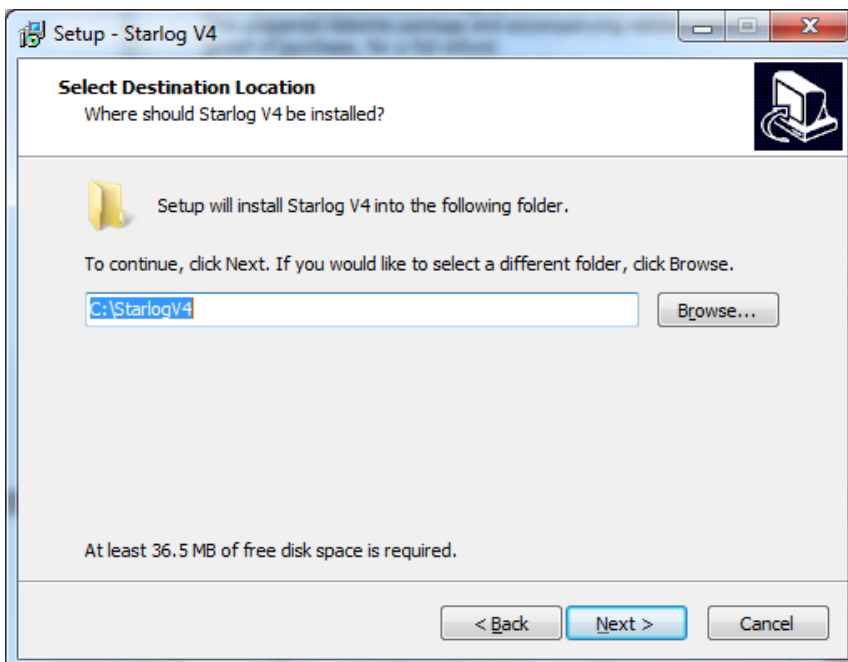 Setup - Starlog V4
Select Destination Location
Where should Starlog V4 be installed?
Setup will install Starlog V4 into the following folder.
To continue, click Next. If you would like to select a different folder, click Browse.
C:\StarlogV4
Browse...
At least 36.5 MB of free disk space is required.
< Back
Next >
Cancel